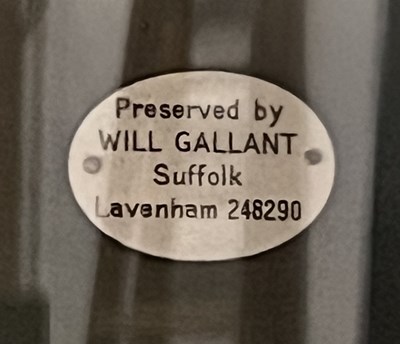 Preserved by
WILL GALLANT
Suffolk
Lavenham 248290